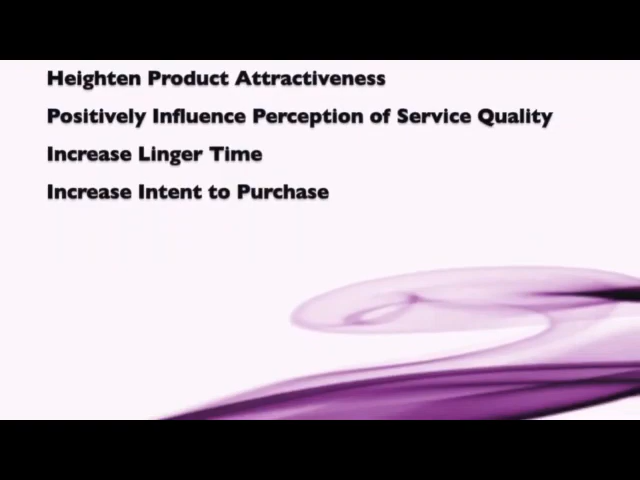 Heighten Product Attractiveness
Positively Influence Perception of Service Quality
Increase Linger Time
Increase Intent to Purchase